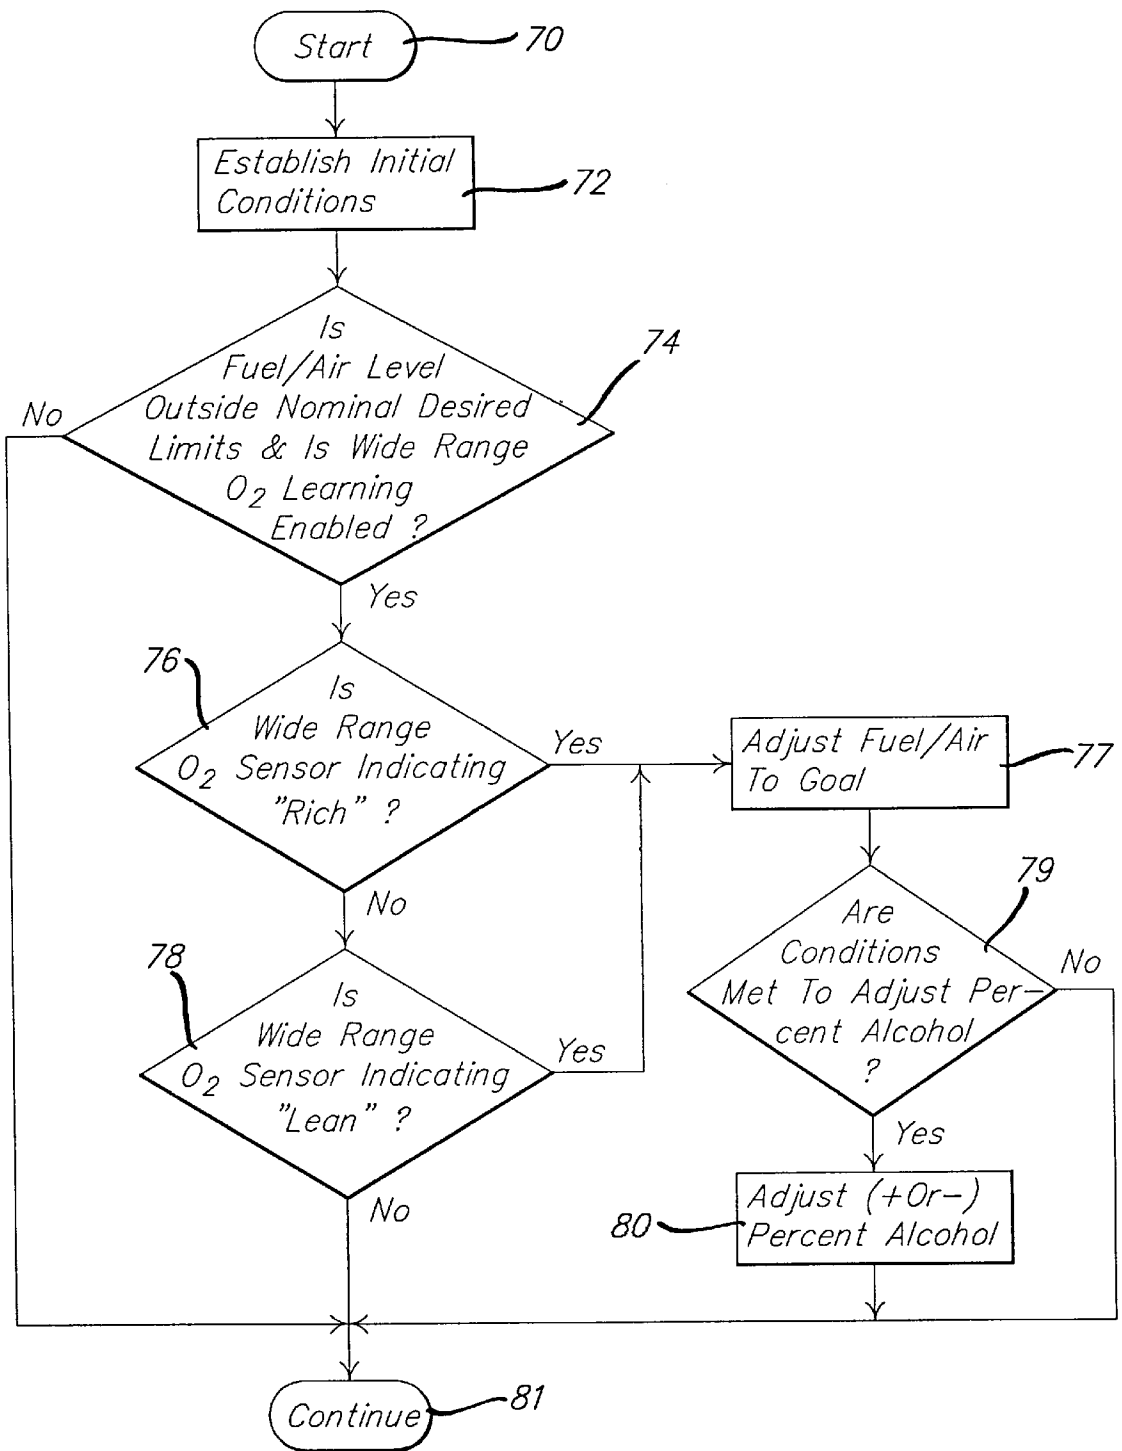 Start
70
Establish Initial
Conditions
72
Is
Fuel/Air Level
Outside Nominal Desired
Limits & Is Wide Range
O2 Learning
Enabled ?
74
No
Yes
76
Is
Wide Range
O2 Sensor Indicating
"Rich" ?
Yes
No
Adjust Fuel/Air
To Goal
77
78
Is
Wide Range
O2 Sensor Indicating
"Lean" ?
Yes
No
79
Are
Conditions
Met To Adjust Per-
cent Alcohol
?
No
Yes
80
Adjust (+Or-)
Percent Alcohol
Continue
81